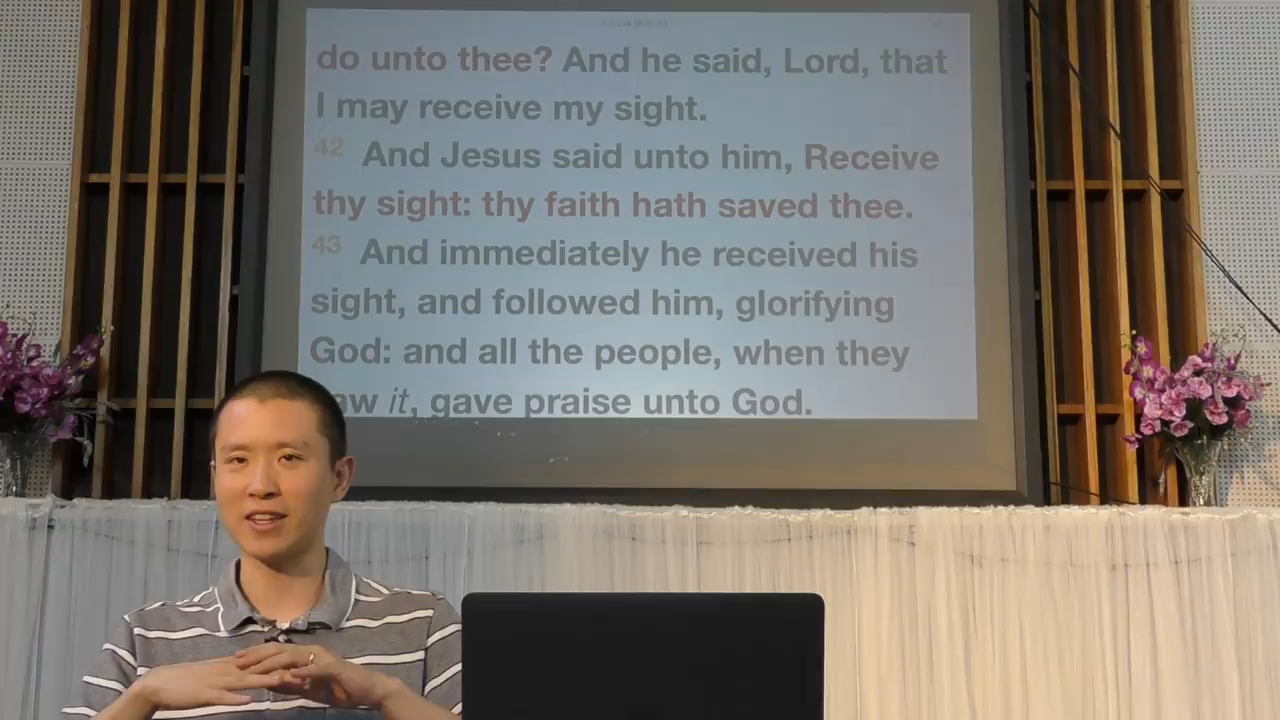 do unto thee? And he said, Lord, that
I may receive my sight.
42 And Jesus said unto him, Receive
thy sight: thy faith hath saved thee.
43 And immediately he received his
sight, and followed him, glorifying
God: and all the people, when they
aw it, gave praise unto God.